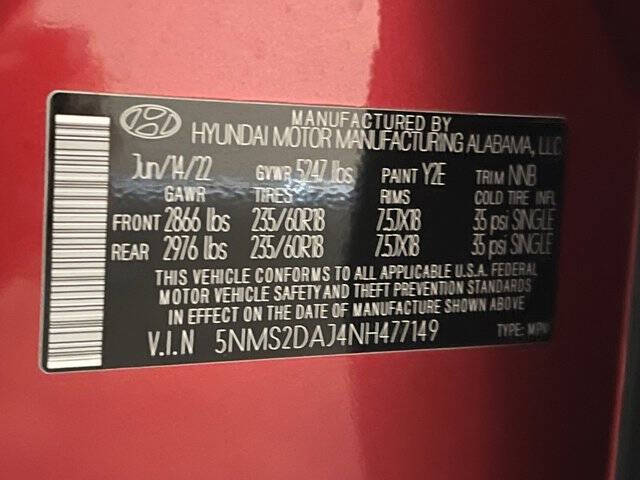 MANUFACTURED BY
HYUNDAI MOTOR MANUFACTURING ALABAMA, LLC
Jun/14/22 GVWR 5247 lbs PAINT Y2E TRIM NNB
GAWR TIRES RIMS COLD TIRE INFL
FRONT 2866 lbs 235/60R18 7.5JX18 35 psi SINGLE
REAR 2976 lbs 235/60R18 7.5JX18 35 psi SINGLE
THIS VEHICLE CONFORMS TO ALL APPLICABLE U.S.A. FEDERAL
MOTOR VEHICLE SAFETY AND THEFT PREVENTION STANDARDS
IN EFFECT ON THE DATE OF MANUFACTURE SHOWN ABOVE
V.I.N 5NMS2DAJ4NH477149 TYPE: MPV